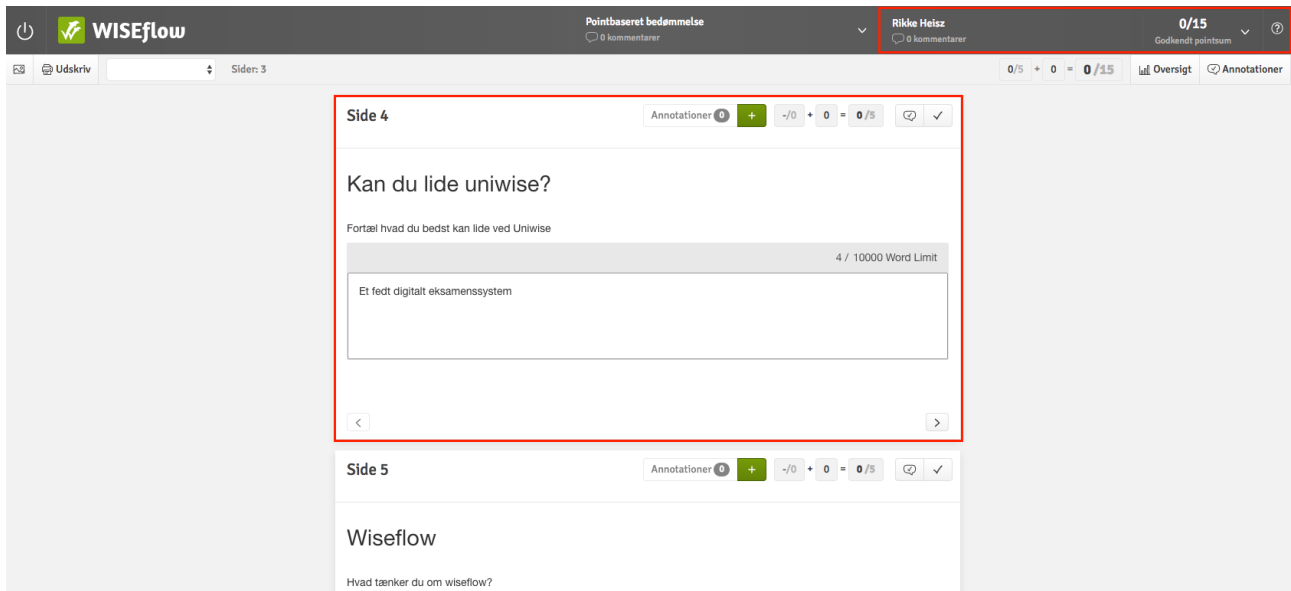 WISEflow
Pointbaseret bedømmelse
0 kommentarer
Rikke Heisz
0 kommentarer
0/15
Godkendt pointsum
Udskriv
Sider: 3
0/5 + 0 = 0/15
Oversigt
Annotationer
Side 4
Annotationer 0 + -/0 + 0 = 0/5
Kan du lide uniwise?
Fortæl hvad du bedst kan lide ved Uniwise
4 / 10000 Word Limit
Et fedt digitalt eksamenssystem
Side 5
Annotationer 0 + -/0 + 0 = 0/5
Wiseflow
Hvad tænker du om wiseflow?